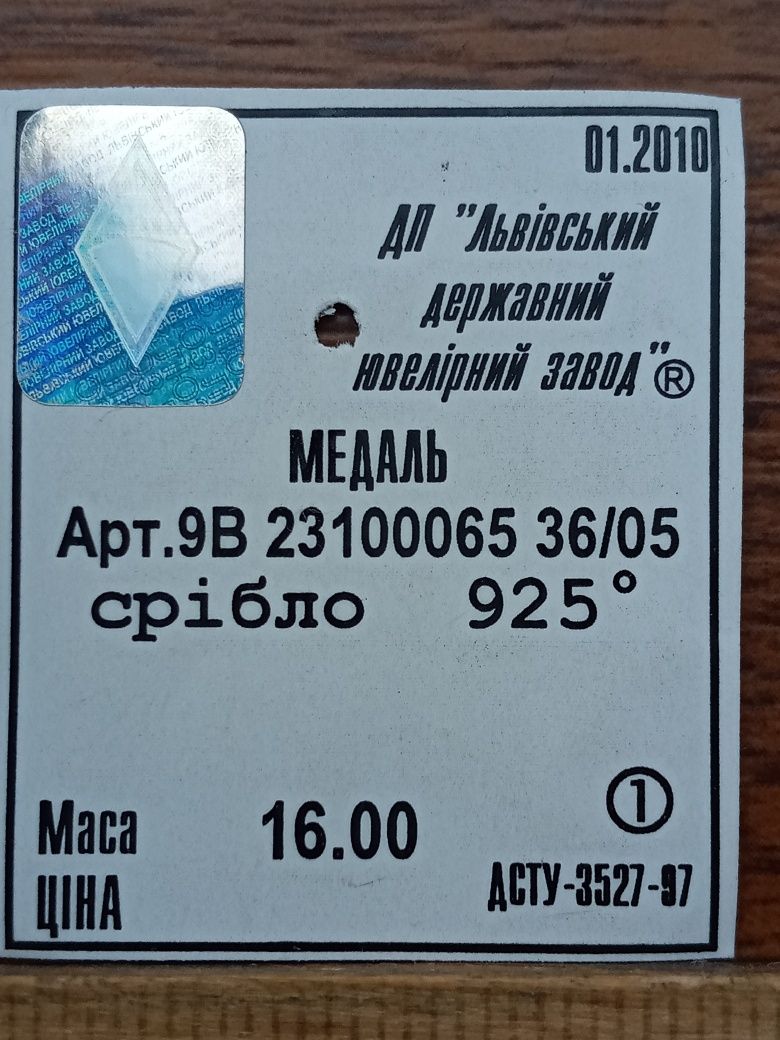 01.2010
ДП "Львівський
державний
ювелірний завод"®
МЕДАЛЬ
Арт.9В 23100065 36/05
срібло 925°
①
Маса 16.00
ЦІНА
ДСТУ-3527-97